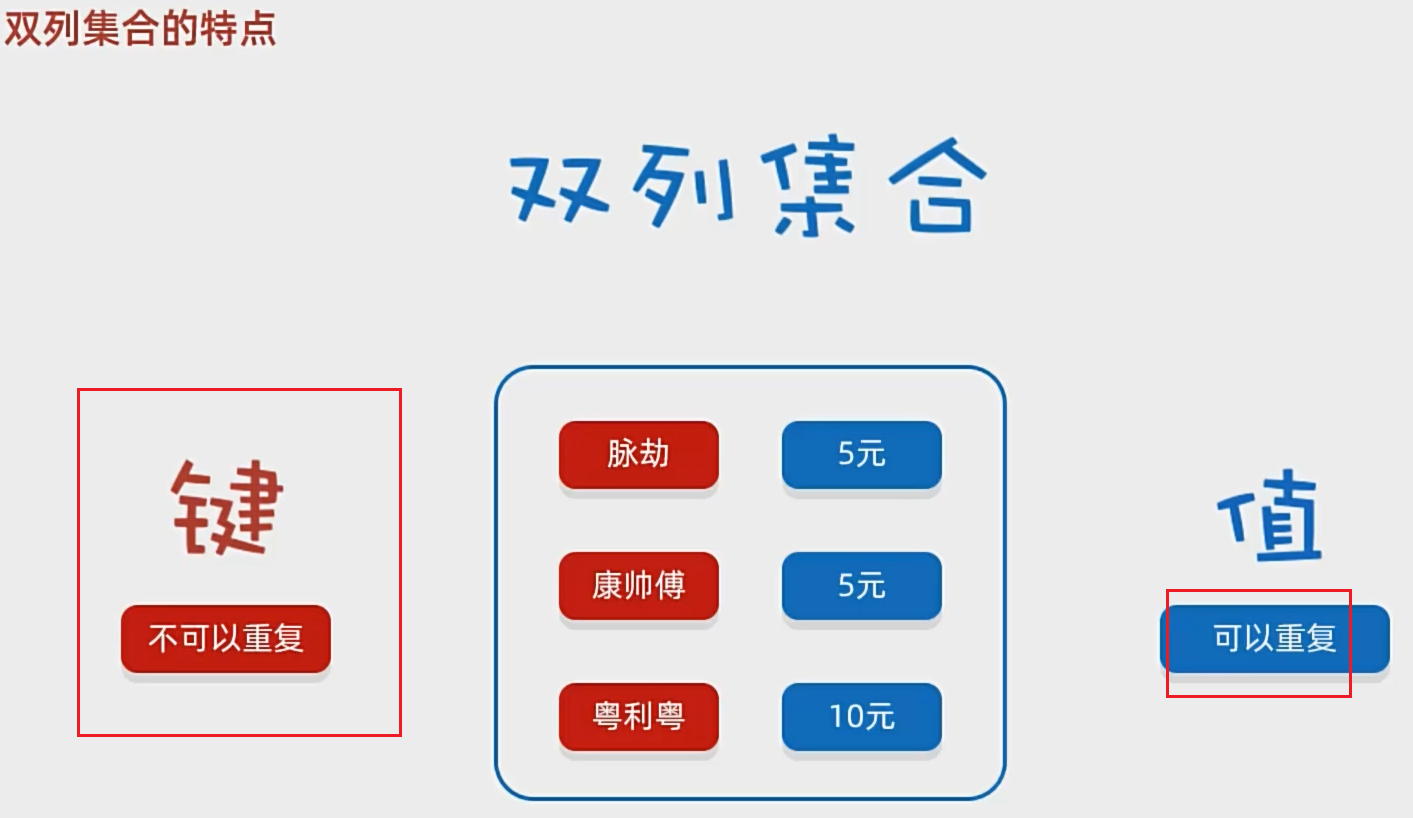 双列集合的特点
双列集合
脉劫 5元
键 康帅傅 5元 值
不可以重复 可以重复
粤利粤 10元